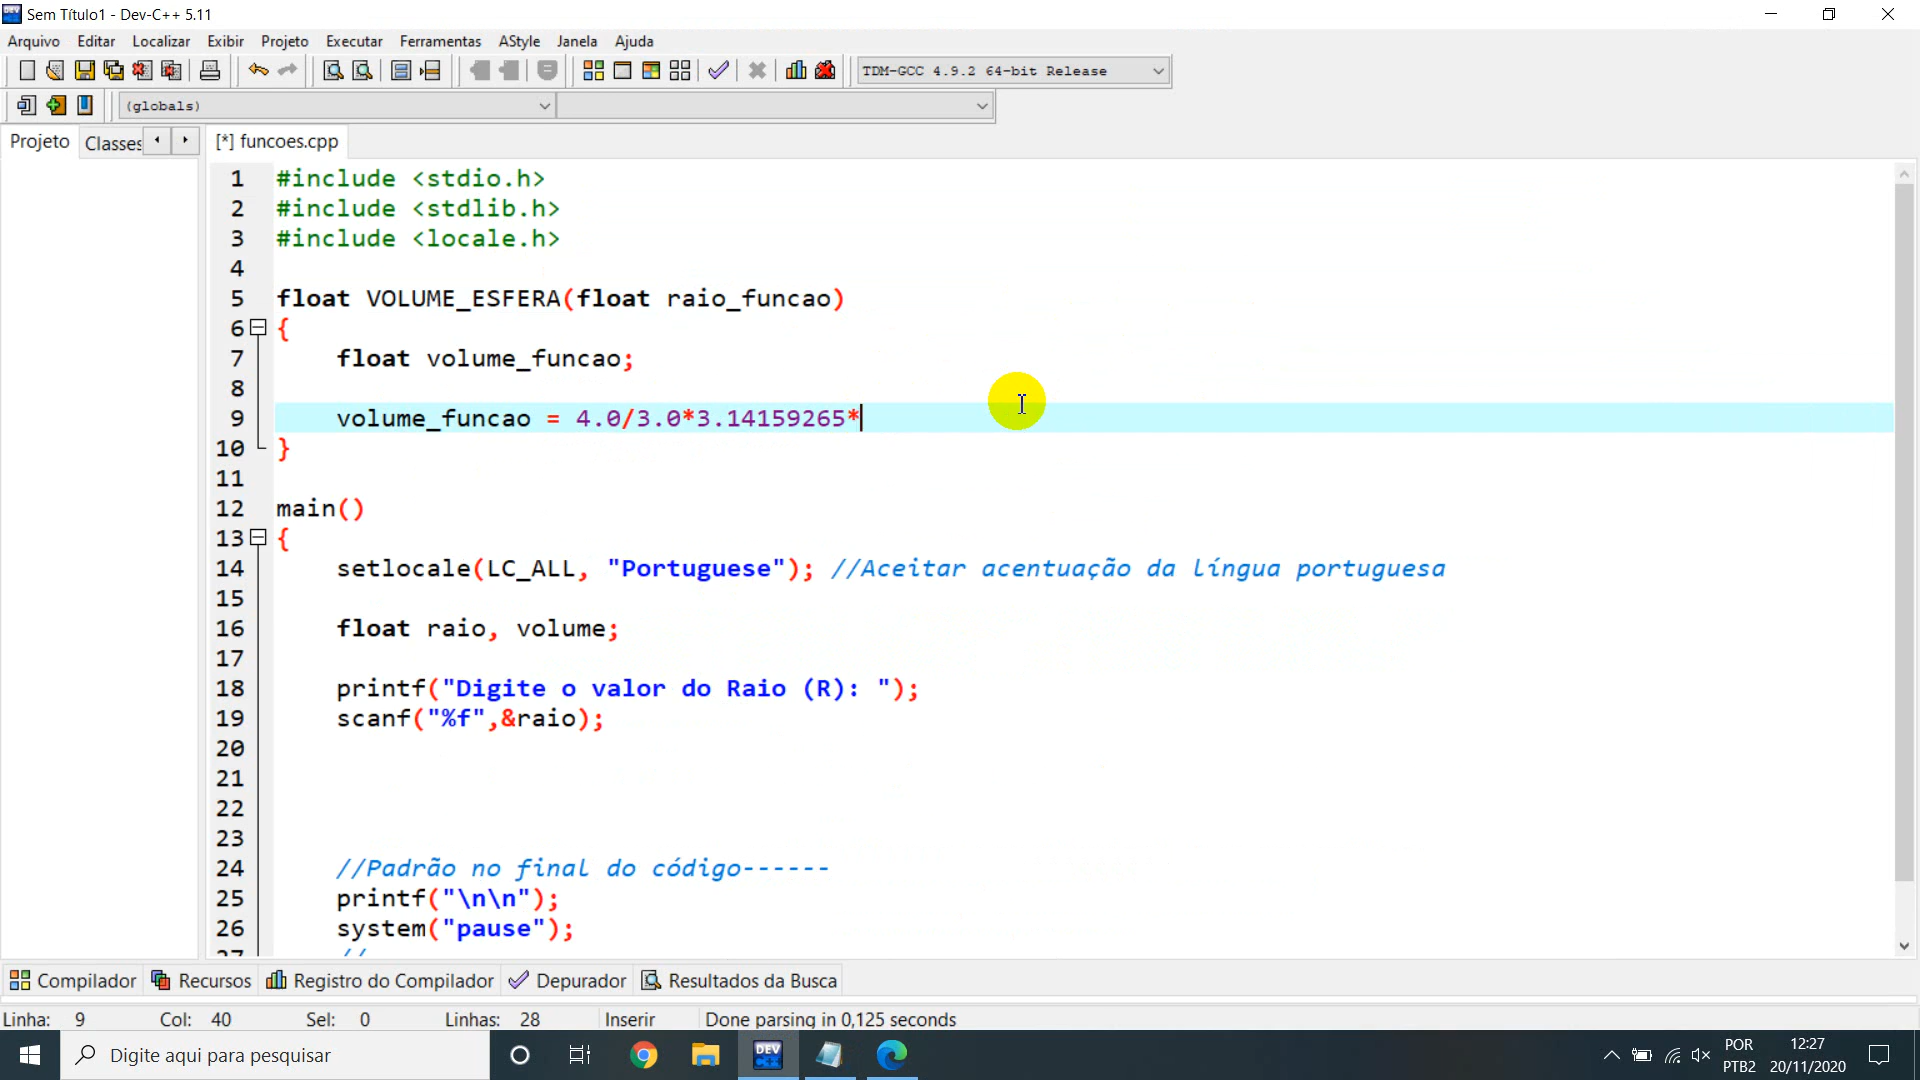 Sem Título1 - Dev-C++ 5.11
Arquivo Editar Localizar Exibir Projeto Executar Ferramentas AStyle Janela Ajuda
TDM-GCC 4.9.2 64-bit Release
(globals)
Projeto Classes [*] funcoes.cpp
1 #include <stdio.h>
2 #include <stdlib.h>
3 #include <locale.h>
4
5 float VOLUME_ESFERA(float raio_funcao)
6 {
7 float volume_funcao;
8
9 volume_funcao = 4.0/3.0*3.14159265*
10 }
11
12 main()
13 {
14 setlocale(LC_ALL, "Portuguese"); //Aceitar acentuação da língua portuguesa
15
16 float raio, volume;
17
18 printf("Digite o valor do Raio (R): ");
19 scanf("%f",&raio);
20
21
22
23
24 //Padrão no final do código------
25 printf("\n\n");
26 system("pause");
27 //
Compilador Recursos Registro do Compilador Depurador Resultados da Busca
Linha: 9 Col: 40 Sel: 0 Linhas: 28 Inserir Done parsing in 0,125 seconds
Digite aqui para pesquisar
DEV C++
POR 12:27
PTB2 20/11/2020